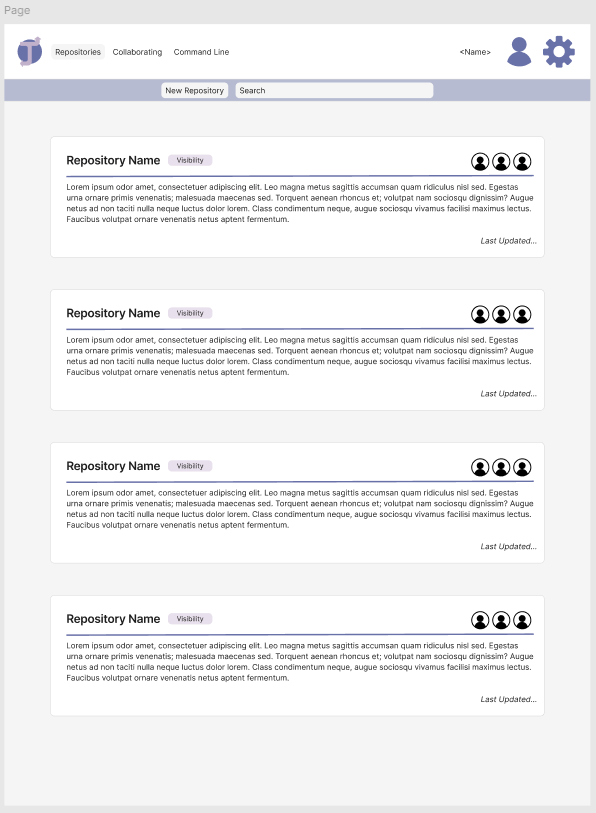 Page
Repositories Collaborating Command Line <Name>
New Repository Search
Repository Name Visibility
Lorem ipsum odor amet, consectetuer adipiscing elit. Leo magna metus sagittis accumsan quam ridiculus nisl sed. Egestas
urna ornare primis venenatis; malesuada maecenas sed. Torquent aenean rhoncus et; volutpat nam sociosqu dignissim? Augue
netus ad non taciti nulla neque luctus dolor lorem. Class condimentum neque, augue sociosqu vivamus facilisi maximus lectus.
Faucibus volutpat ornare venenatis netus aptent fermentum.
Last Updated...
Repository Name Visibility
Lorem ipsum odor amet, consectetuer adipiscing elit. Leo magna metus sagittis accumsan quam ridiculus nisl sed. Egestas
urna ornare primis venenatis; malesuada maecenas sed. Torquent aenean rhoncus et; volutpat nam sociosqu dignissim? Augue
netus ad non taciti nulla neque luctus dolor lorem. Class condimentum neque, augue sociosqu vivamus facilisi maximus lectus.
Faucibus volutpat ornare venenatis netus aptent fermentum.
Last Updated...
Repository Name Visibility
Lorem ipsum odor amet, consectetuer adipiscing elit. Leo magna metus sagittis accumsan quam ridiculus nisl sed. Egestas
urna ornare primis venenatis; malesuada maecenas sed. Torquent aenean rhoncus et; volutpat nam sociosqu dignissim? Augue
netus ad non taciti nulla neque luctus dolor lorem. Class condimentum neque, augue sociosqu vivamus facilisi maximus lectus.
Faucibus volutpat ornare venenatis netus aptent fermentum.
Last Updated...
Repository Name Visibility
Lorem ipsum odor amet, consectetuer adipiscing elit. Leo magna metus sagittis accumsan quam ridiculus nisl sed. Egestas
urna ornare primis venenatis; malesuada maecenas sed. Torquent aenean rhoncus et; volutpat nam sociosqu dignissim? Augue
netus ad non taciti nulla neque luctus dolor lorem. Class condimentum neque, augue sociosqu vivamus facilisi maximus lectus.
Faucibus volutpat ornare venenatis netus aptent fermentum.
Last Updated...